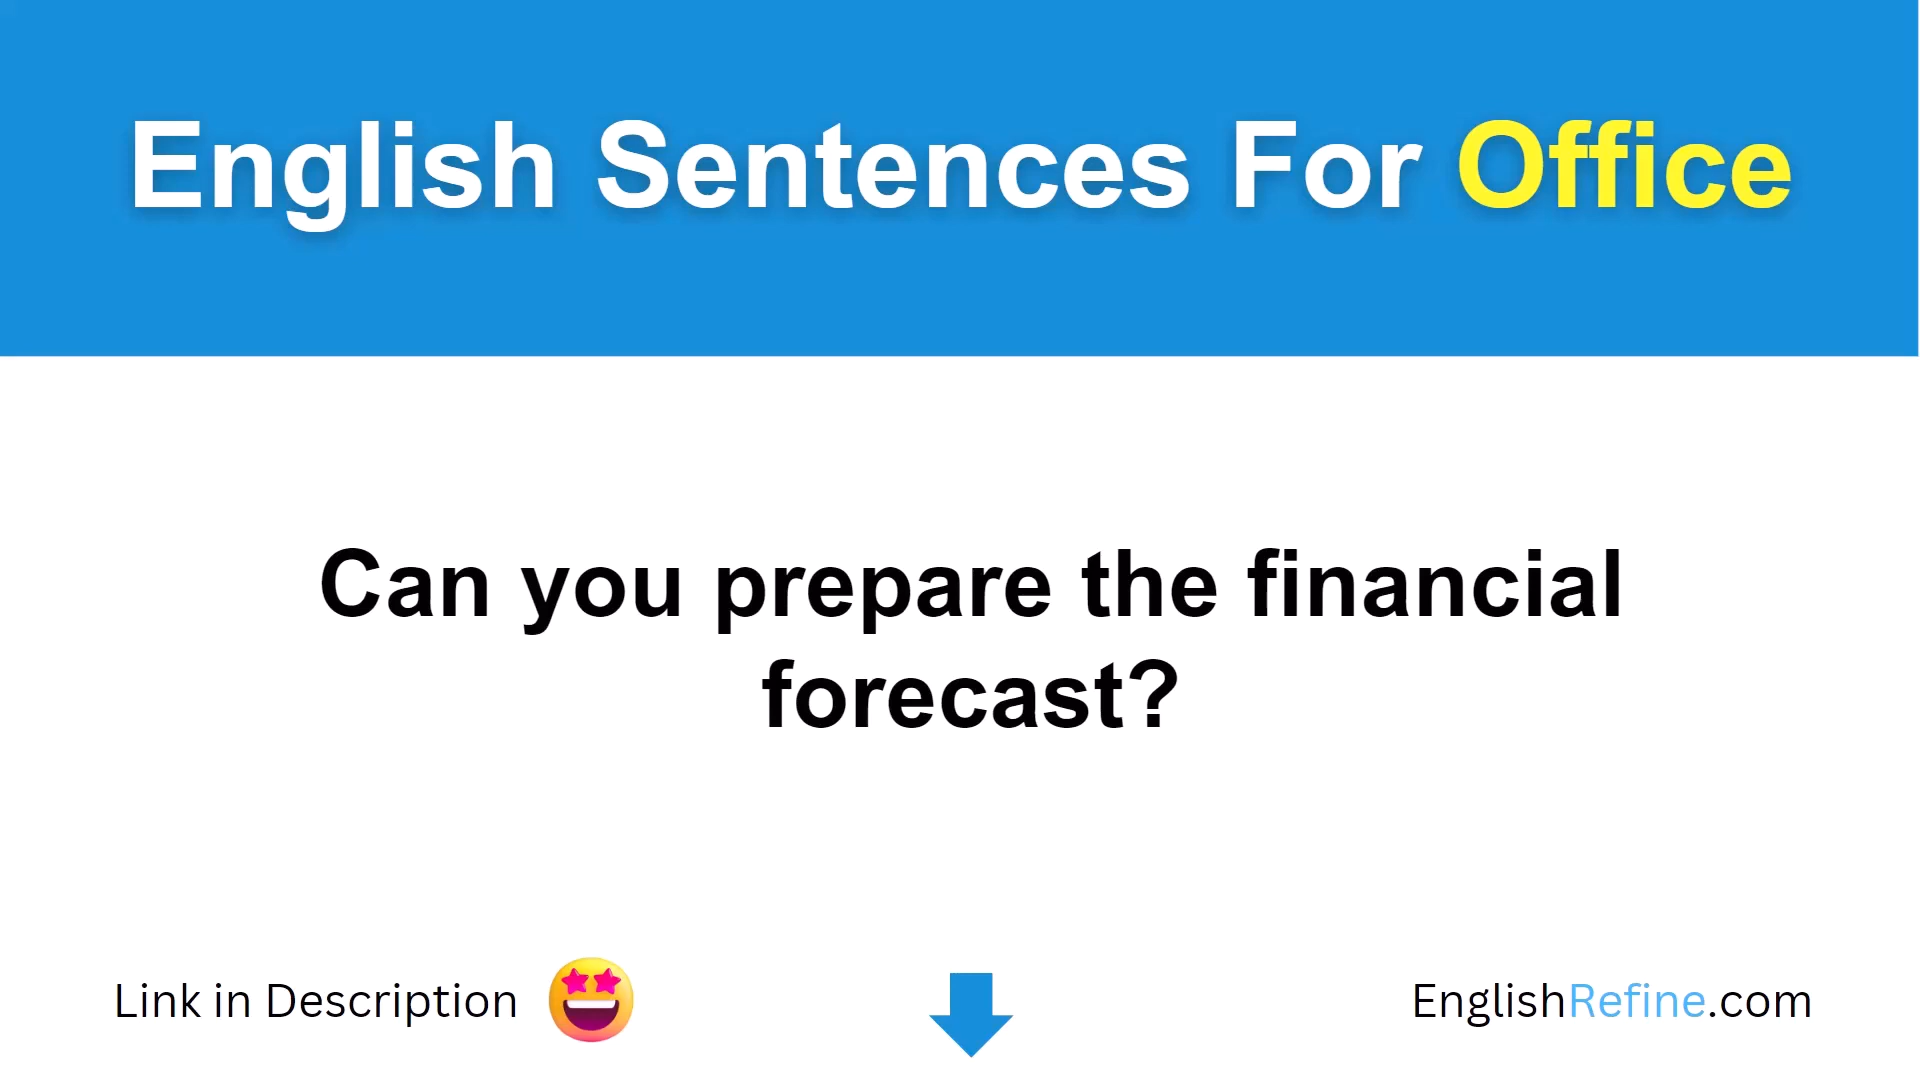 English Sentences For Office
Can you prepare the financial
forecast?
Link in Description
EnglishRefine.com